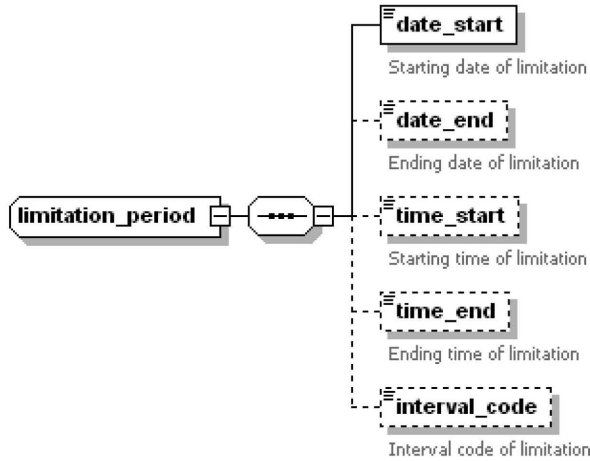 date_start
Starting date of limitation
date_end
Ending date of limitation
limitation_period
time_start
Starting time of limitation
time_end
Ending time of limitation
interval_code
Interval code of limitation